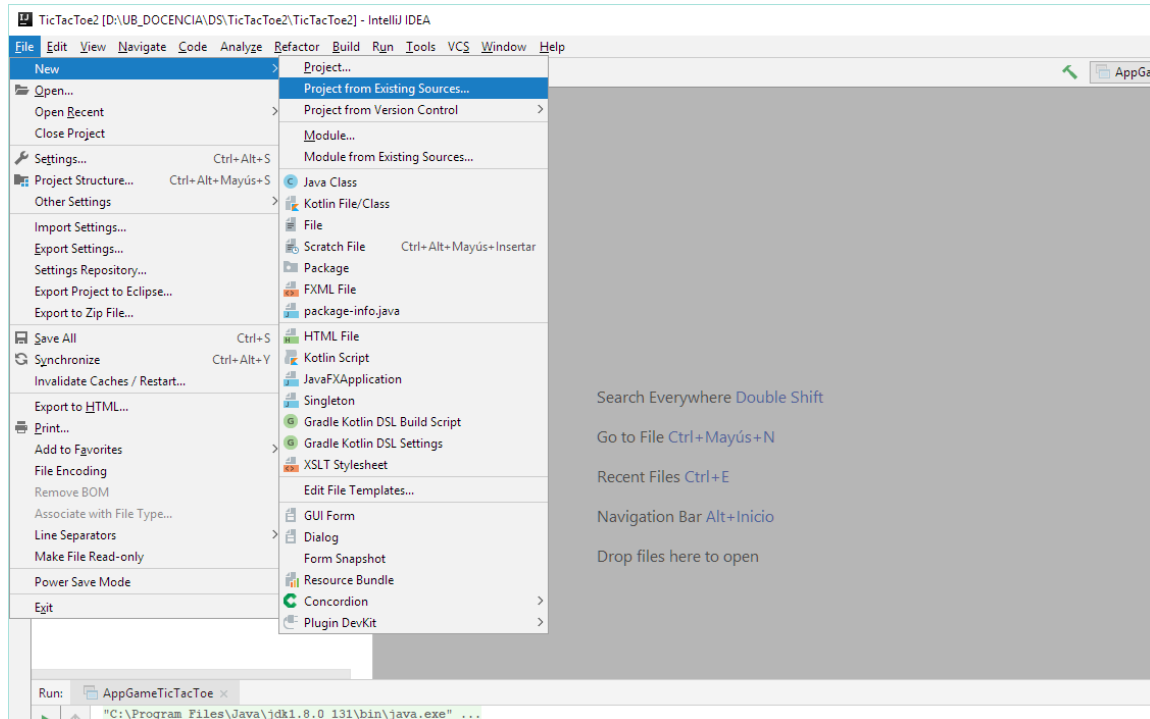 TicTacToe2 [D:\UB_DOCENCIA\DS\TicTacToe2\TicTacToe2] - IntelliJ IDEA
File Edit View Navigate Code Analyze Refactor Build Run Tools VCS Window Help
New
Open...
Open Recent
Close Project
Settings... Ctrl+Alt+S
Project Structure... Ctrl+Alt+Mayús+S
Other Settings
Import Settings...
Export Settings...
Settings Repository...
Export Project to Eclipse...
Export to Zip File...
Save All Ctrl+S
Synchronize Ctrl+Alt+Y
Invalidate Caches / Restart...
Export to HTML...
Print...
Add to Favorites
File Encoding
Remove BOM
Associate with File Type...
Line Separators
Make File Read-only
Power Save Mode
Exit
Project...
Project from Existing Sources...
Project from Version Control
Module...
Module from Existing Sources...
Java Class
Kotlin File/Class
File
Scratch File Ctrl+Alt+Mayús+Insertar
Package
FXML File
package-info.java
HTML File
Kotlin Script
JavaFXApplication
Singleton
Gradle Kotlin DSL Build Script
Gradle Kotlin DSL Settings
XSLT Stylesheet
Edit File Templates...
GUI Form
Dialog
Form Snapshot
Resource Bundle
Concordion
Plugin DevKit
AppGa
Search Everywhere Double Shift
Go to File Ctrl+Mayús+N
Recent Files Ctrl+E
Navigation Bar Alt+Inicio
Drop files here to open
Run: AppGameTicTacToe
"C:\Program Files\Java\jdk1.8.0_131\bin\java.exe" ...